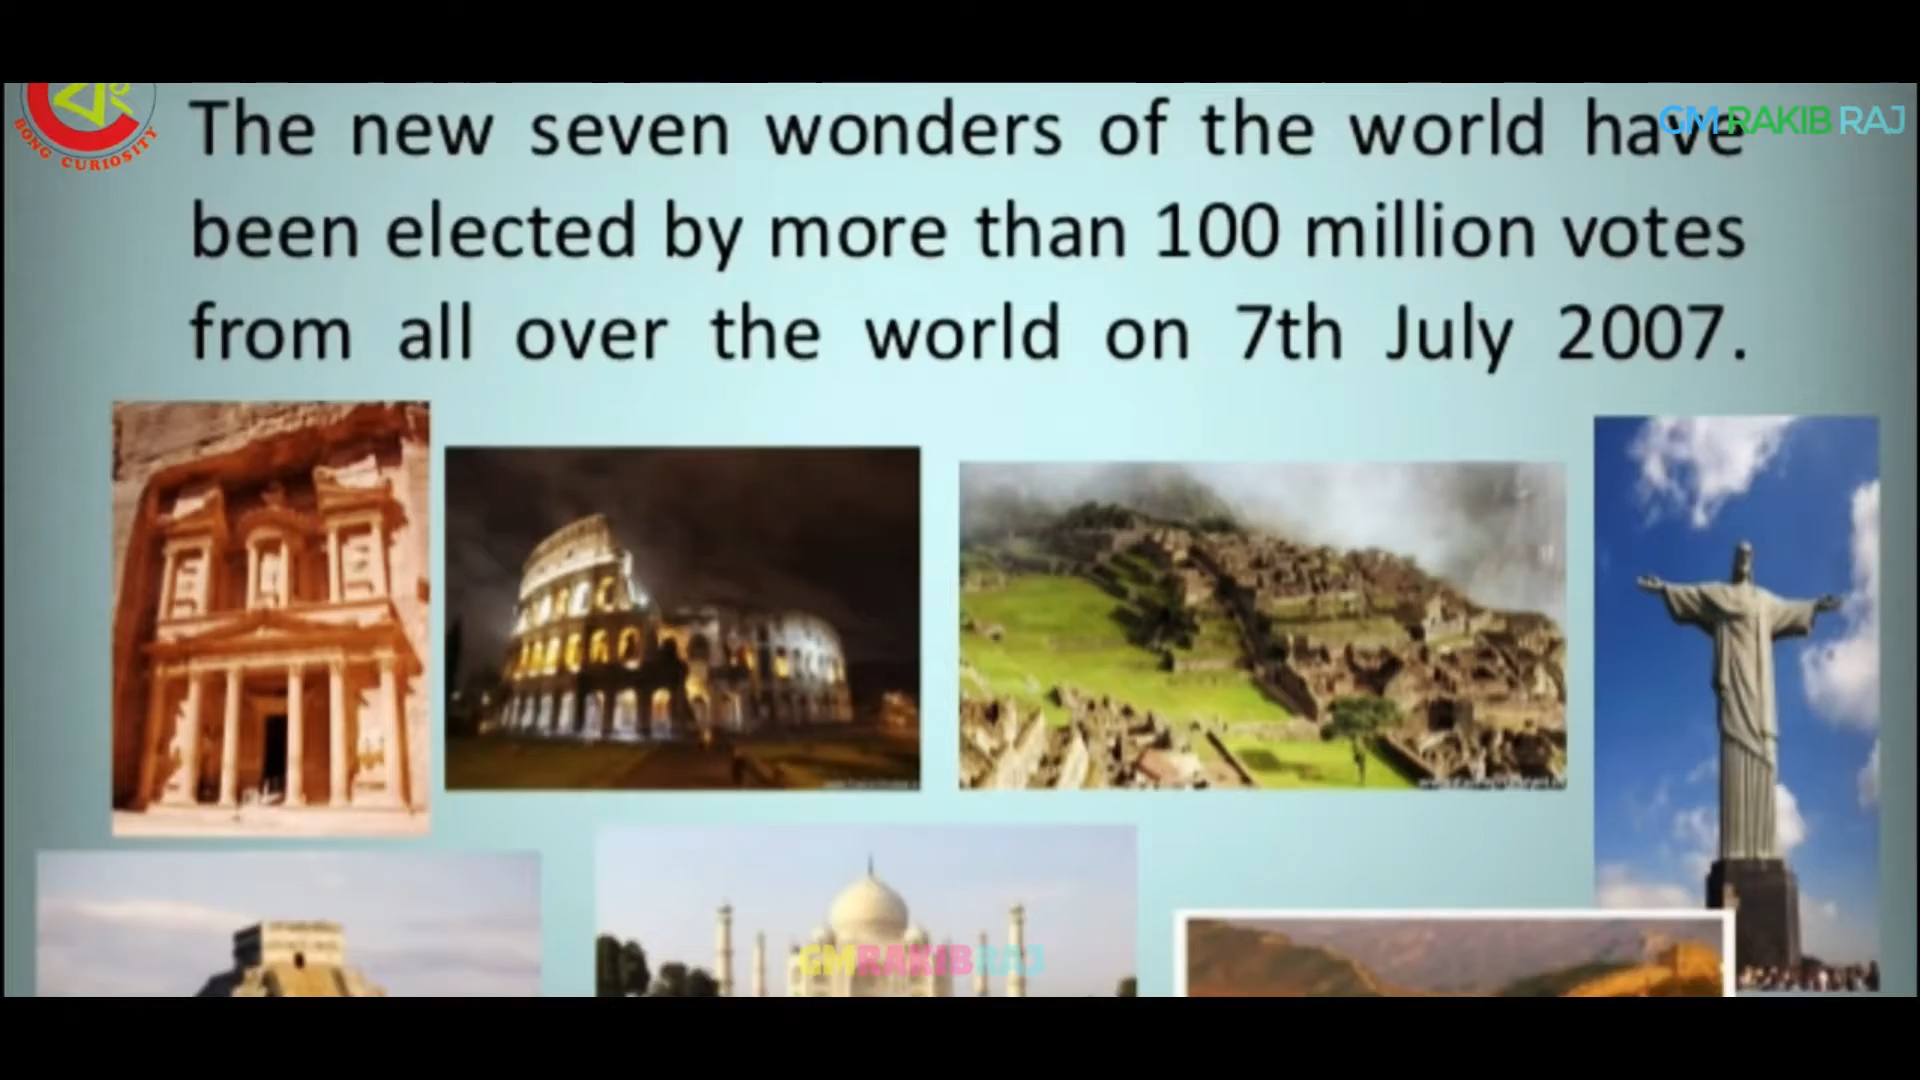 BONG CURIOSITY
GM RAKIB RAJ
The new seven wonders of the world have
been elected by more than 100 million votes
from all over the world on 7th July 2007.
GMRAKIBRAJ